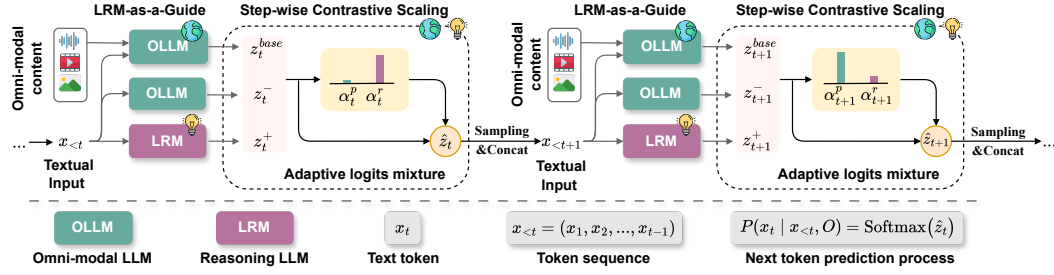 LRM-as-a-Guide
Step-wise Contrastive Scaling
LRM-as-a-Guide
Step-wise Contrastive Scaling
Omni-modal
content
OLLM
OLLM
LRM
z_t^{base}
z_t^-
z_t^+
α_t^p α_t^r
ẑ_t
Adaptive logits mixture
... x_{<t}
Textual
Input
Sampling
&Concat
Omni-modal
content
OLLM
OLLM
LRM
z_{t+1}^{base}
z_{t+1}^-
z_{t+1}^+
α_{t+1}^p α_{t+1}^r
ẑ_{t+1}
Adaptive logits mixture
x_{<t+1}
Textual
Input
Sampling
&Concat
...
OLLM
Omni-modal LLM
LRM
Reasoning LLM
x_t
Text token
x_{<t} = (x_1, x_2, ..., x_{t-1})
Token sequence
P(x_t | x_{<t}, O) = Softmax(ẑ_t)
Next token prediction process